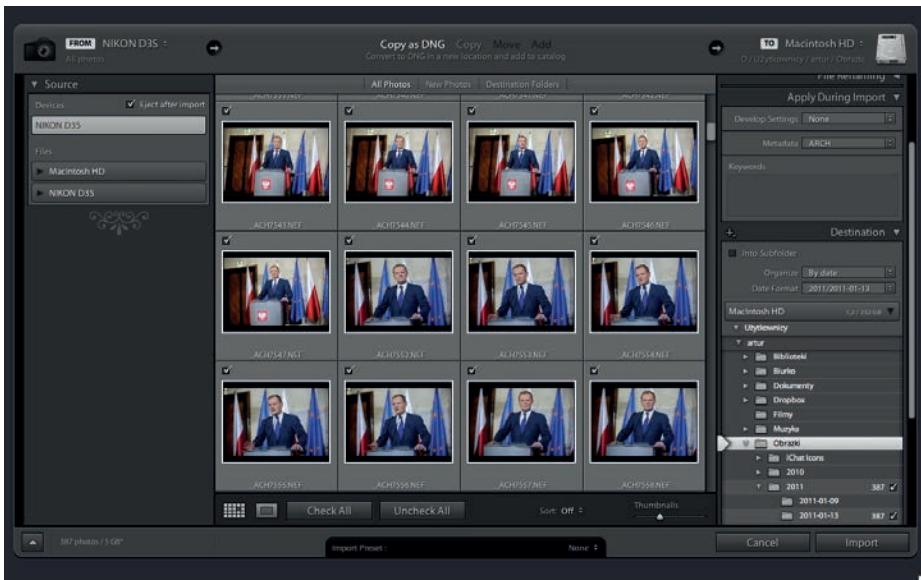 FROM NIKON D3S
All photos
Copy as DNG Copy Move Add
Convert to DNG in a new location and add to catalog
TO Macintosh HD
Source
Devices Eject after import
NIKON D3S
Files
Macintosh HD
NIKON D3S
All Photos New Photos Destination Folders
_ACH7543.NEF _ACH7544.NEF _ACH7545.NEF _ACH7546.NEF
_ACH7547.NEF _ACH7552.NEF _ACH7553.NEF _ACH7554.NEF
_ACH7555.NEF _ACH7556.NEF _ACH7557.NEF _ACH7558.NEF
Check All Uncheck All Sort: Off Thumbnails
File Renaming
Apply During Import
Develop Settings None
Metadata ARCH
Keywords
Destination
Into Subfolder
Organize By date
Date Format 2011/2011-01-13
Macintosh HD
Użytkownicy
artur
Biblioteki
Biurko
Dokumenty
Dropbox
Filmy
Muzyka
Obrazki
iChat Icons
2010
2011 387
2011-01-09
2011-01-13 387
387 photos / 5 GB*
Import Preset : None
Cancel Import